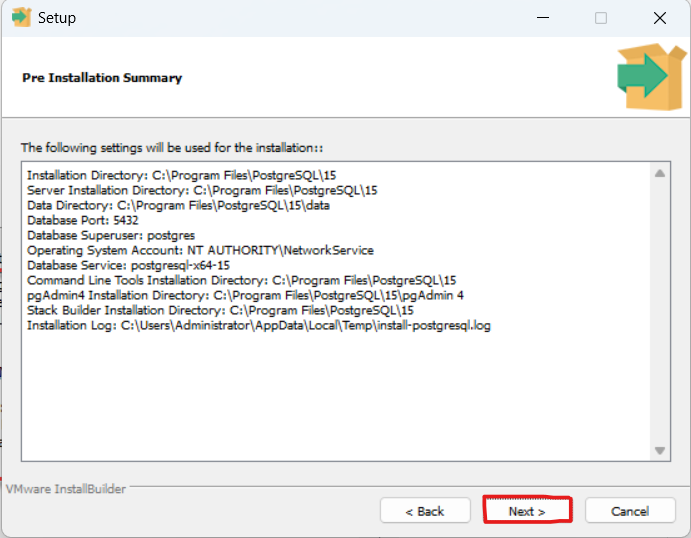 Setup
Pre Installation Summary
The following settings will be used for the installation::
Installation Directory: C:\Program Files\PostgreSQL\15
Server Installation Directory: C:\Program Files\PostgreSQL\15
Data Directory: C:\Program Files\PostgreSQL\15\data
Database Port: 5432
Database Superuser: postgres
Operating System Account: NT AUTHORITY\NetworkService
Database Service: postgresql-x64-15
Command Line Tools Installation Directory: C:\Program Files\PostgreSQL\15
pgAdmin4 Installation Directory: C:\Program Files\PostgreSQL\15\pgAdmin 4
Stack Builder Installation Directory: C:\Program Files\PostgreSQL\15
Installation Log: C:\Users\Administrator\AppData\Local\Temp\install-postgresql.log
VMware InstallBuilder
< Back Next > Cancel